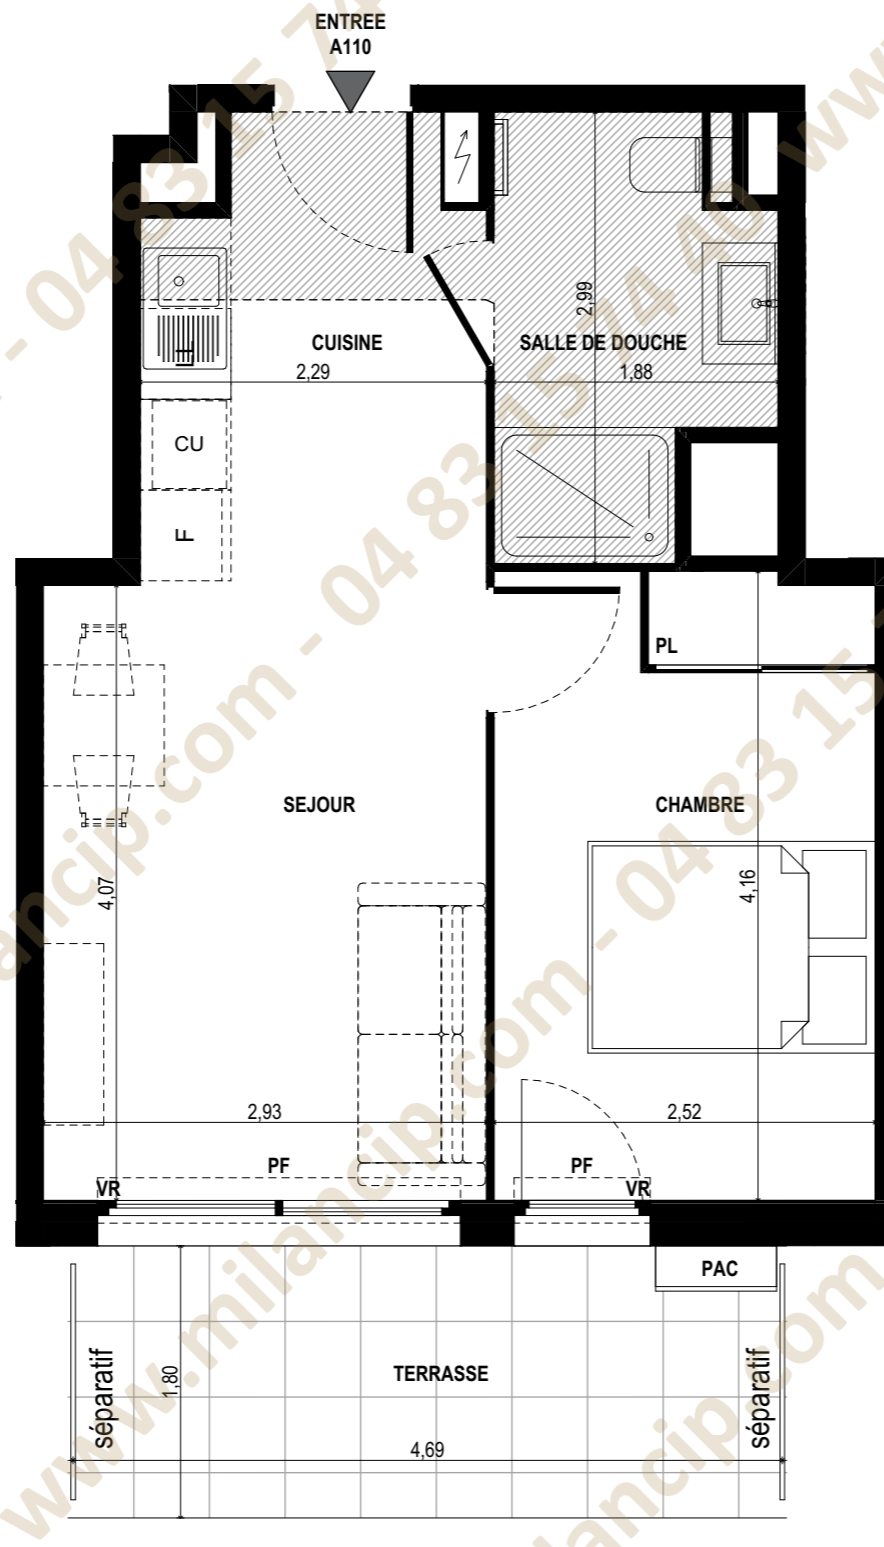 ENTREE
A110
CUISINE
2,29
SALLE DE DOUCHE
1,88
2,99
CU
F
PL
SEJOUR
CHAMBRE
4,07
4,16
2,93
2,52
PF
PF
VR
VR
PAC
TERRASSE
séparatif
séparatif
1,80
4,69
www.milancip.com - 04 83 15 74 40 www